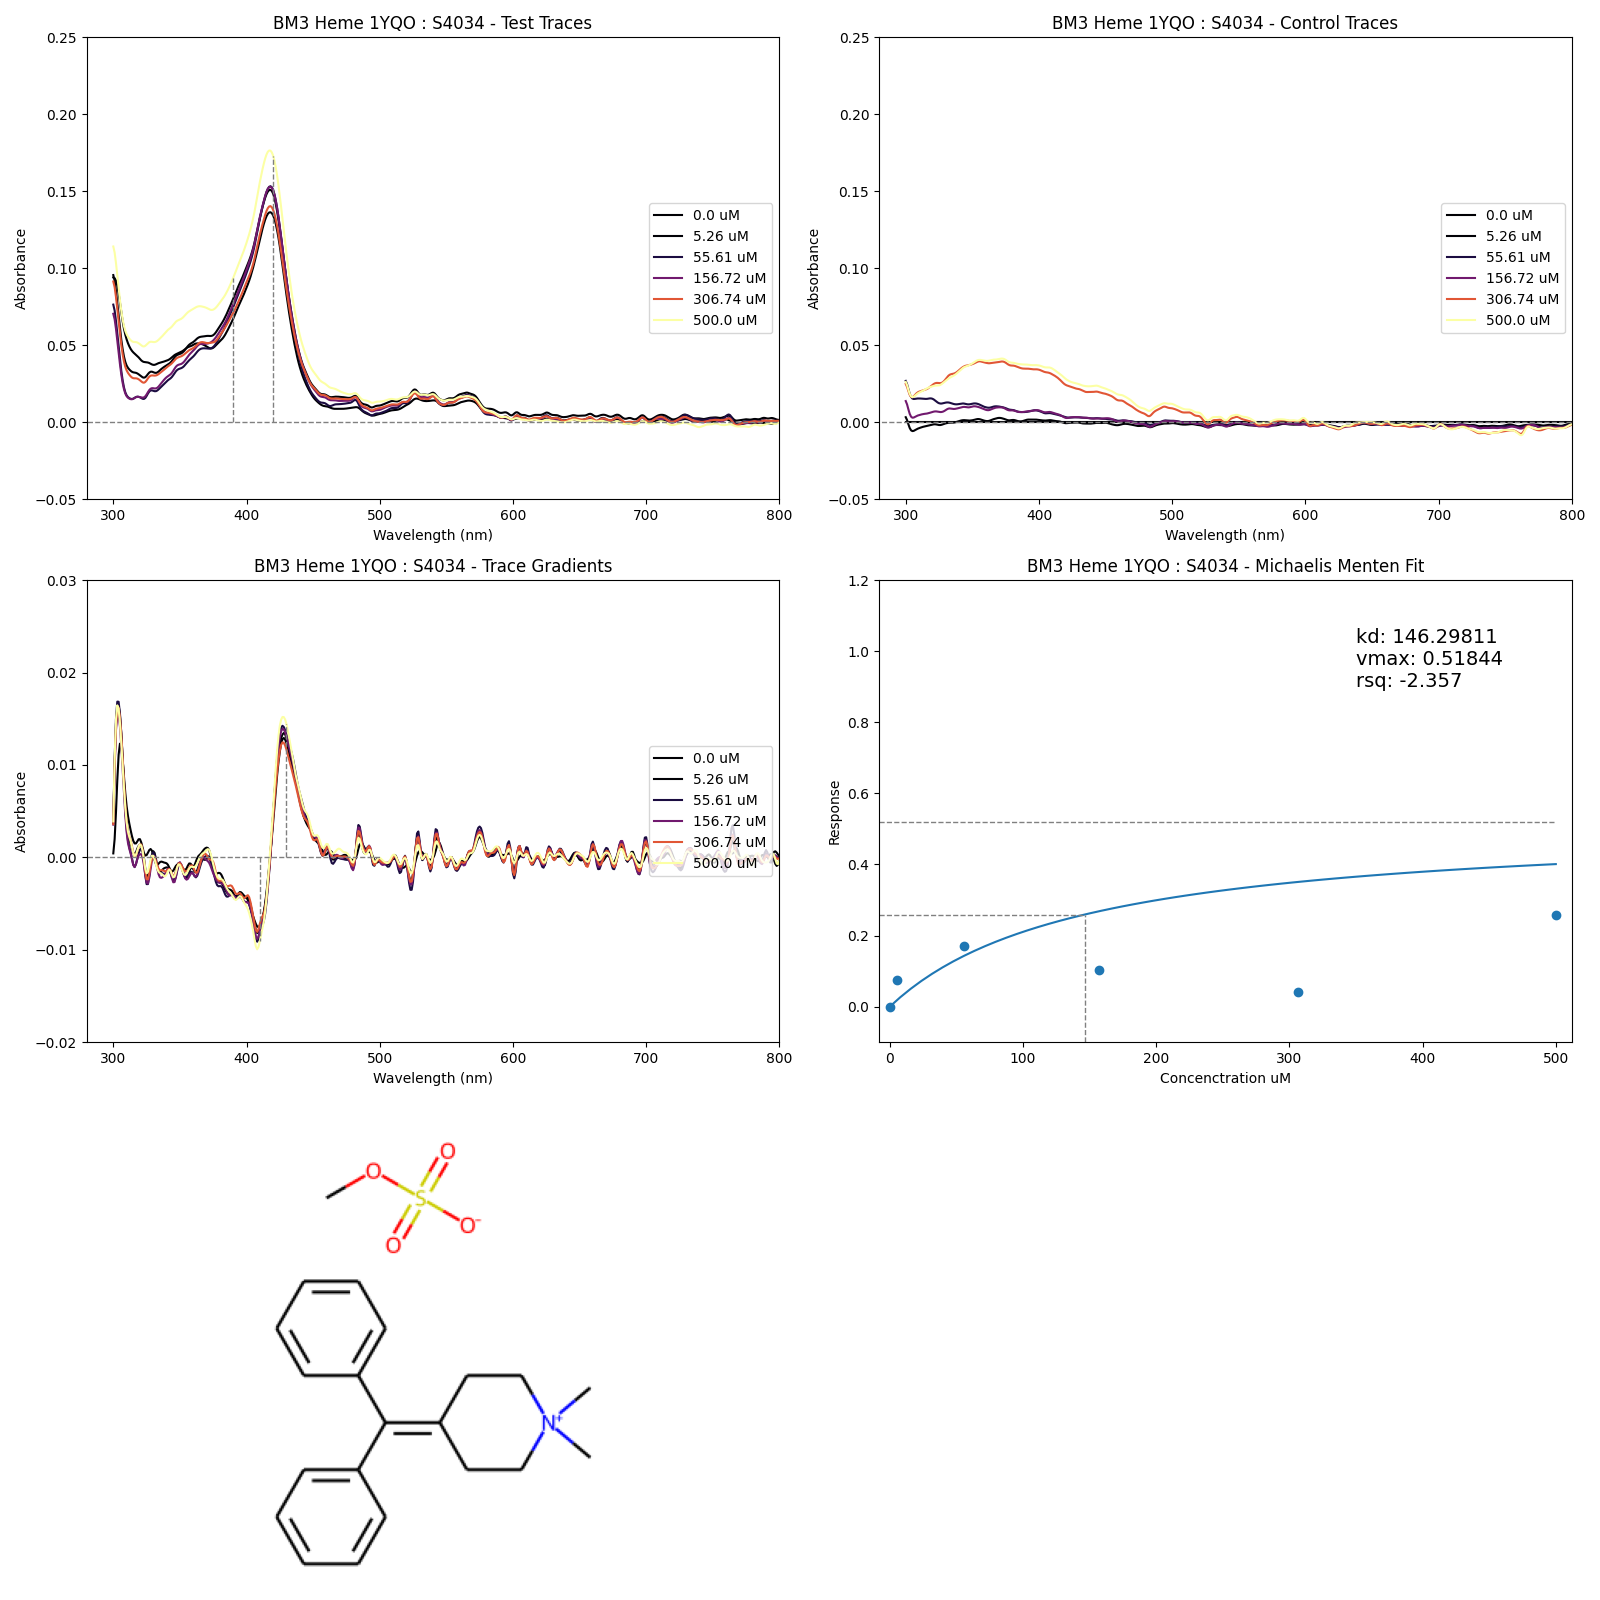 BM3 Heme 1YQO : S4034 - Test Traces
0.25
0.20
0.15
0.10
0.05
0.00
−0.05
Absorbance
300
400
500
600
700
800
Wavelength (nm)
0.0 uM
5.26 uM
55.61 uM
156.72 uM
306.74 uM
500.0 uM
BM3 Heme 1YQO : S4034 - Control Traces
0.25
0.20
0.15
0.10
0.05
0.00
−0.05
Absorbance
300
400
500
600
700
800
Wavelength (nm)
0.0 uM
5.26 uM
55.61 uM
156.72 uM
306.74 uM
500.0 uM
BM3 Heme 1YQO : S4034 - Trace Gradients
0.03
0.02
0.01
0.00
−0.01
−0.02
Absorbance
300
400
500
600
700
800
Wavelength (nm)
0.0 uM
5.26 uM
55.61 uM
156.72 uM
306.74 uM
500.0 uM
BM3 Heme 1YQO : S4034 - Michaelis Menten Fit
1.2
1.0
0.8
0.6
0.4
0.2
0.0
Response
kd: 146.29811
vmax: 0.51844
rsq: -2.357
0
100
200
300
400
500
Concenctration uM
O
O
S
O
O-
N+